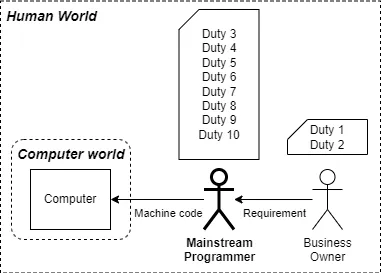 Human World
Duty 3
Duty 4
Duty 5
Duty 6
Duty 7
Duty 8
Duty 9
Duty 10
Duty 1
Duty 2
Computer world
Computer
Machine code
Requirement
Mainstream
Programmer
Business
Owner